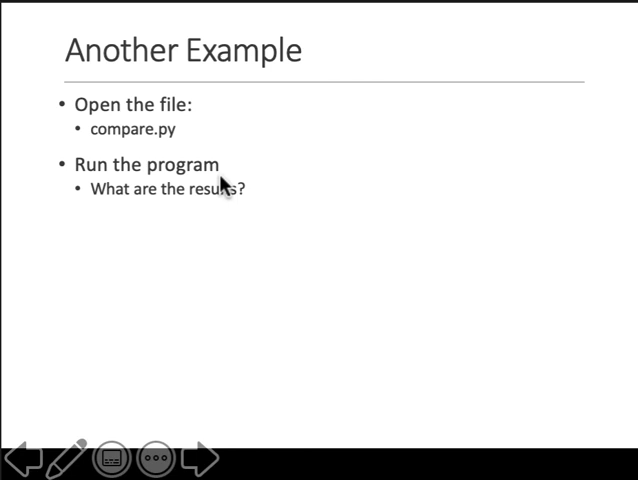 Another Example
• Open the file:
• compare.py
• Run the program
• What are the results?